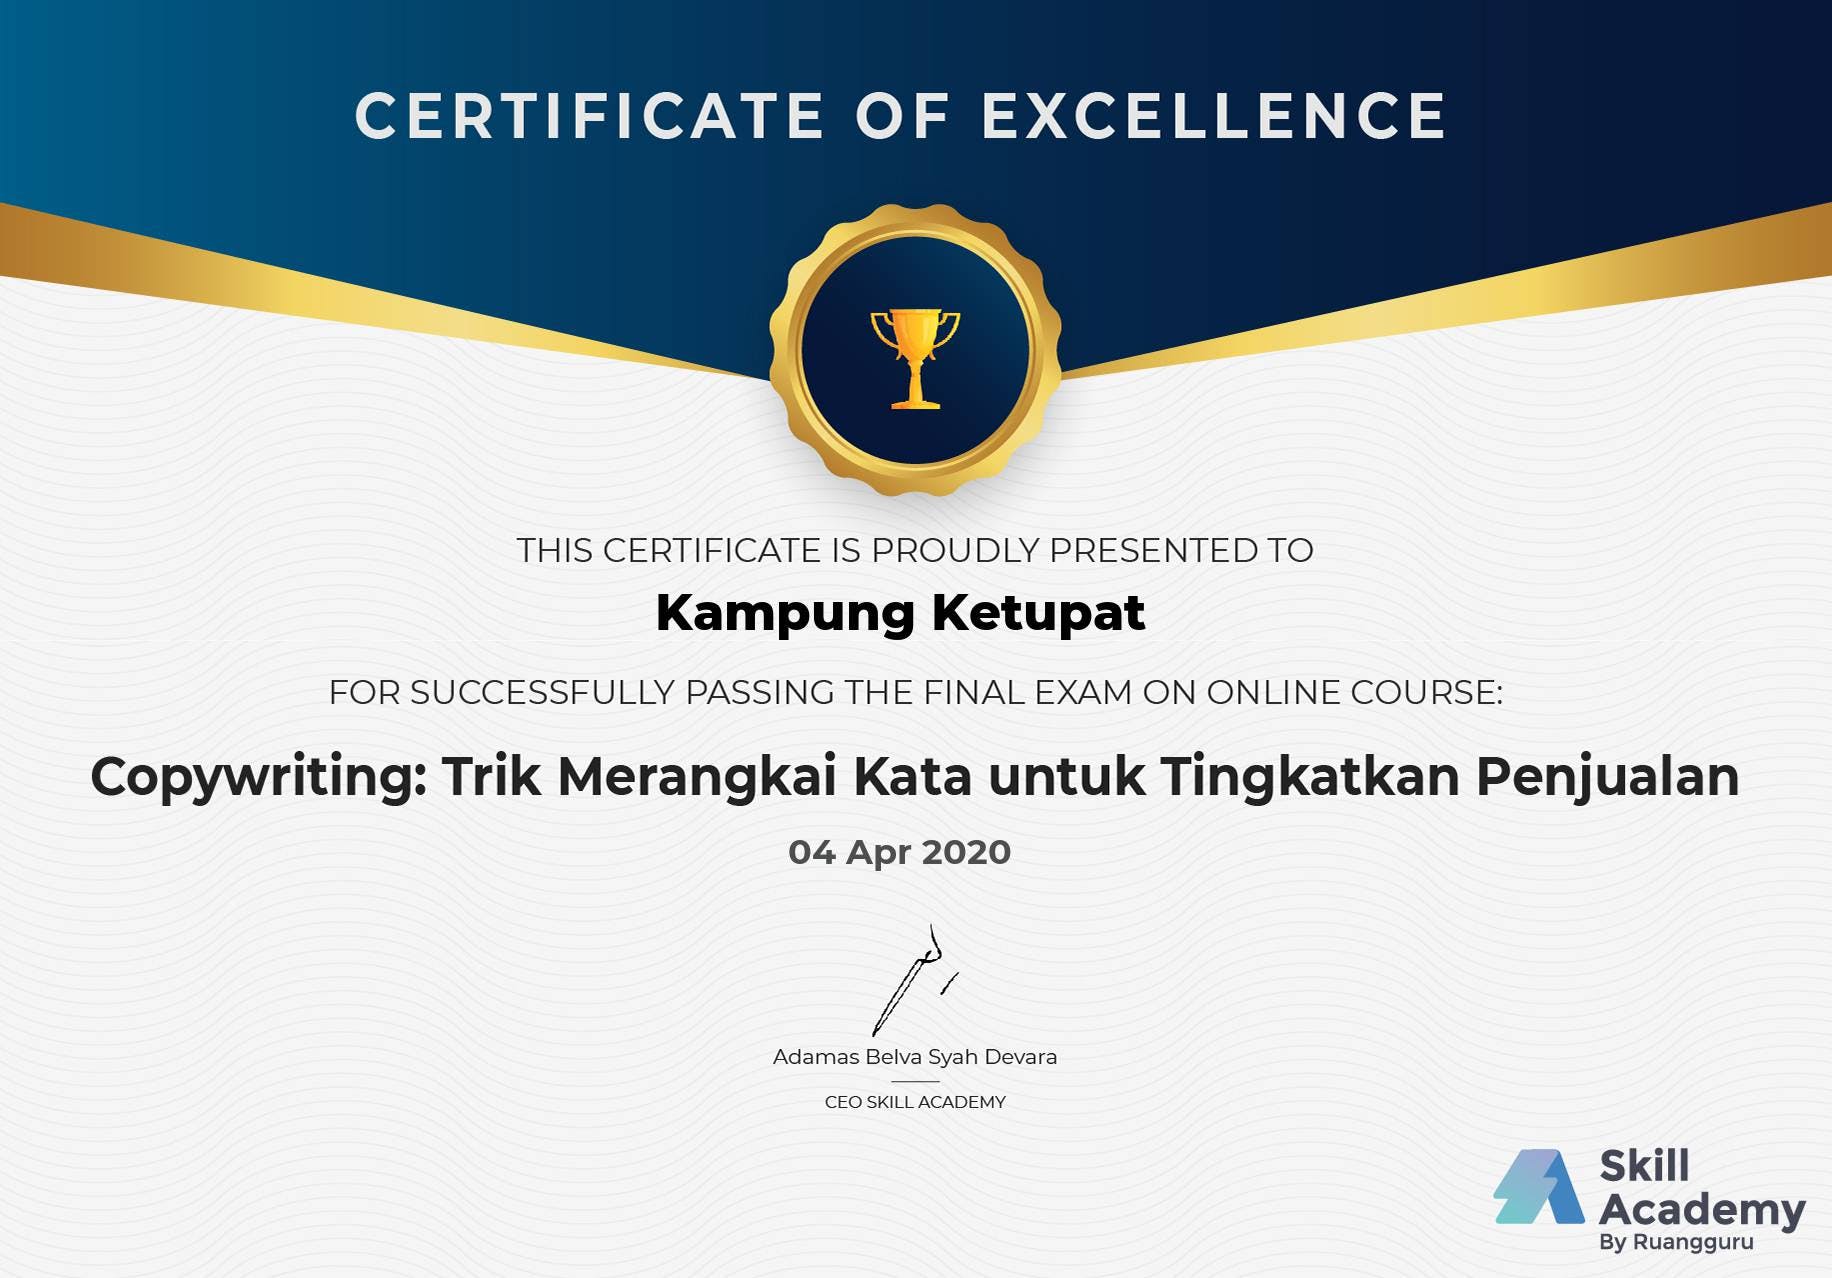 CERTIFICATE OF EXCELLENCE
THIS CERTIFICATE IS PROUDLY PRESENTED TO
Kampung Ketupat
FOR SUCCESSFULLY PASSING THE FINAL EXAM ON ONLINE COURSE:
Copywriting: Trik Merangkai Kata untuk Tingkatkan Penjualan
04 Apr 2020
Adamas Belva Syah Devara
CEO SKILL ACADEMY
Skill
Academy
By Ruangguru